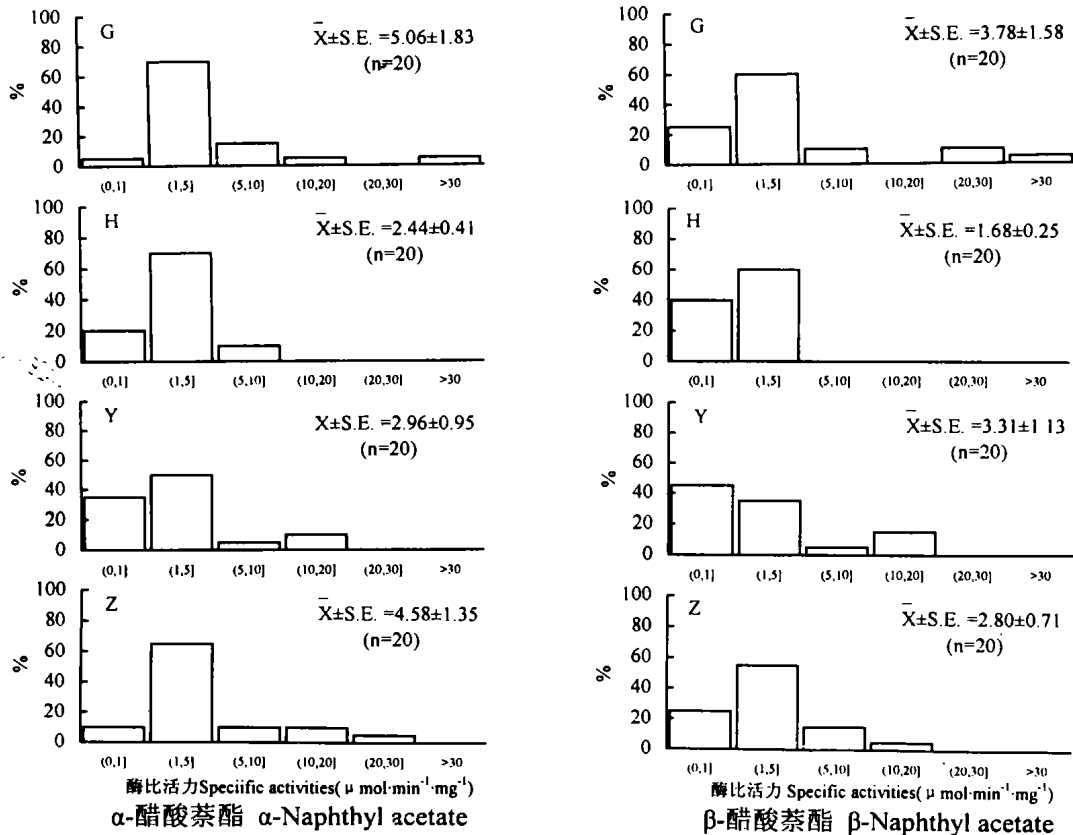 100
80
60
40
20
0
%
G
X̄±S.E. =5.06±1.83
(n=20)
(0,1] (1,5] (5,10] (10,20] (20,30] >30
100
80
60
40
20
0
%
H
X̄±S.E. =2.44±0.41
(n=20)
(0,1] (1,5] (5,10] (10,20] (20,30] >30
100
80
60
40
20
0
%
Y
X±S.E. =2.96±0.95
(n=20)
(0,1] (1,5] (5,10] (10,20] (20,30] >30
100
80
60
40
20
0
%
Z
X̄±S.E. =4.58±1.35
(n=20)
(0,1] (1,5] (5,10] (10,20] (20,30] >30
酶比活力Speciific activities( μ mol·min⁻¹·mg⁻¹)
α-醋酸萘酯 α-Naphthyl acetate
100
80
60
40
20
0
%
G
X̄±S.E. =3.78±1.58
(n=20)
(0,1] (1,5] (5,10] (10,20] (20,30] >30
100
80
60
40
20
0
%
H
X̄±S.E. =1.68±0.25
(n=20)
(0,1] (1,5] (5,10] (10,20] (20,30] >30
100
80
60
40
20
0
%
Y
X̄±S.E. =3.31±1 13
(n=20)
(0,1] (1,5] (5,10] (10,20] (20,30] >30
100
80
60
40
20
0
%
Z
X̄±S.E. =2.80±0.71
(n=20)
(0,1] (1,5] (5,10] (10,20] (20,30] >30
酶比活力 Specific activities( μ mol·min⁻¹·mg⁻¹)
β-醋酸萘酯 β-Naphthyl acetate